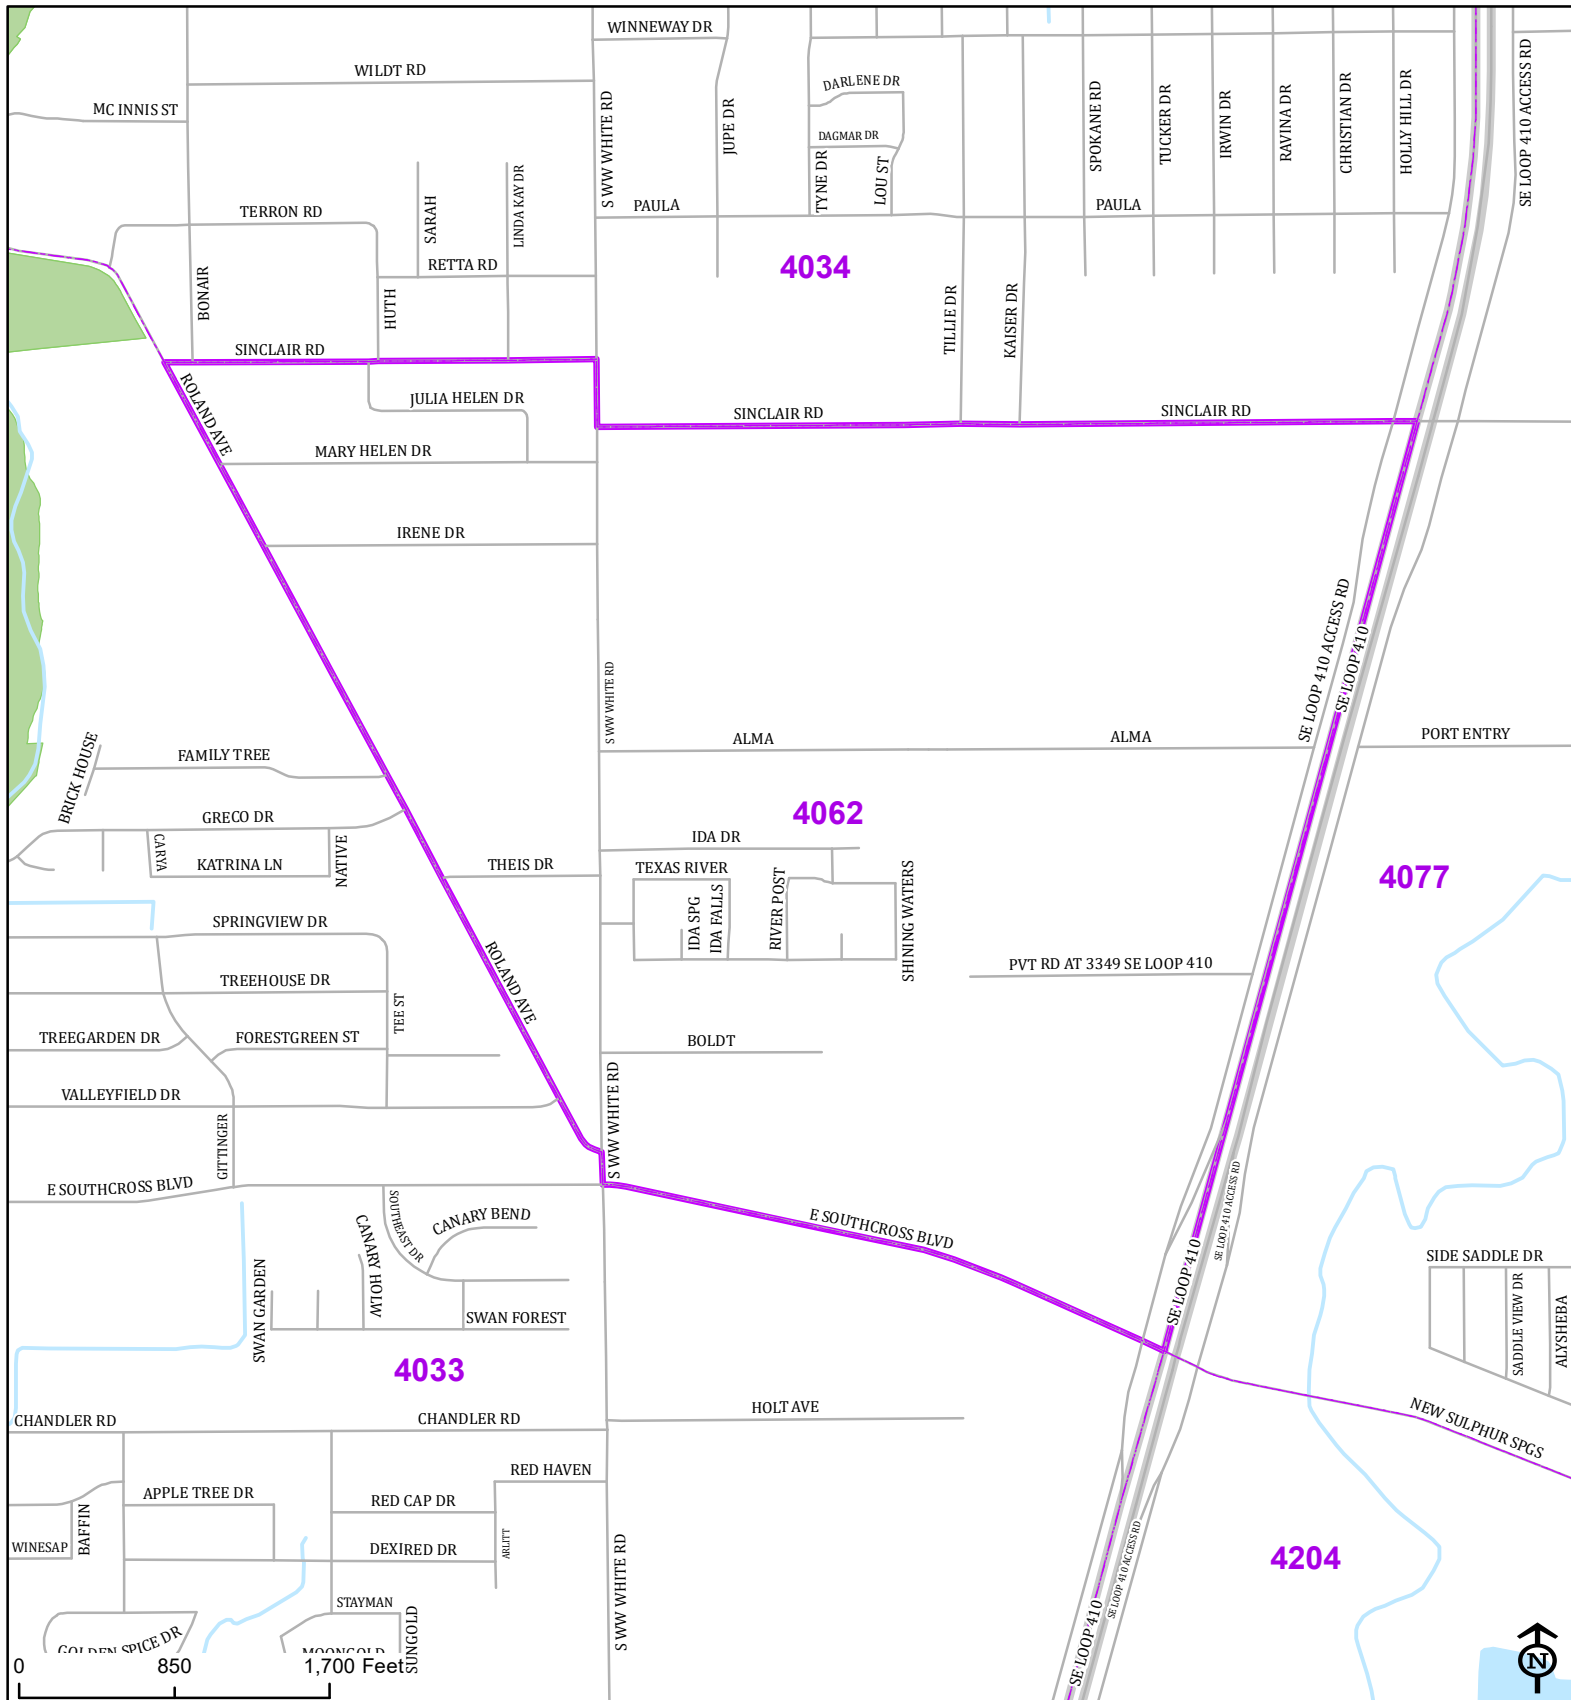 WINNEWAY DR
WILDT RD
MC INNIS ST
S WW WHITE RD
JUPE DR
DARLENE DR
DAGMAR DR
TYNE DR
LOU ST
SPOKANE RD
TUCKER DR
IRWIN DR
RAVINA DR
CHRISTIAN DR
HOLLY HILL DR
SE LOOP 410 ACCESS RD
TERRON RD
SARAH
LINDA KAY DR
PAULA
PAULA
RETTA RD
4034
BONAIR
HUTH
TILLIE DR
KAISER DR
SINCLAIR RD
ROLAND AVE
JULIA HELEN DR
SINCLAIR RD
SINCLAIR RD
MARY HELEN DR
IRENE DR
SE LOOP 410 ACCESS RD
SE LOOP 410
S WW WHITE RD
ALMA
ALMA
PORT ENTRY
BRICK HOUSE
FAMILY TREE
GRECO DR
4062
CARYA
KATRINA LN
NATIVE
THEIS DR
IDA DR
TEXAS RIVER
IDA SPG
IDA FALLS
RIVER POST
SHINING WATERS
4077
SPRINGVIEW DR
ROLAND AVE
PVT RD AT 3349 SE LOOP 410
TREEHOUSE DR
TEE ST
TREEGARDEN DR
FORESTGREEN ST
BOLDT
VALLEYFIELD DR
GITTINGER
S WW WHITE RD
E SOUTHCROSS BLVD
SOUTHEAST DR
CANARY BEND
CANARY HOLW
E SOUTHCROSS BLVD
SE LOOP 410 ACCESS RD
SE LOOP 410
SIDE SADDLE DR
SADDLE VIEW DR
ALYSHEBA
SWAN GARDEN
SWAN FOREST
4033
CHANDLER RD
CHANDLER RD
HOLT AVE
NEW SULPHUR SPGS
RED HAVEN
APPLE TREE DR
RED CAP DR
BAFFIN
WINESAP
DEXIRED DR
ARLITT
S WW WHITE RD
SE LOOP 410 ACCESS RD
4204
STAYMAN
SUNGOLD
GOLDEN SPICE DR
MOONGOLD
SE LOOP 410
0 850 1,700 Feet
N